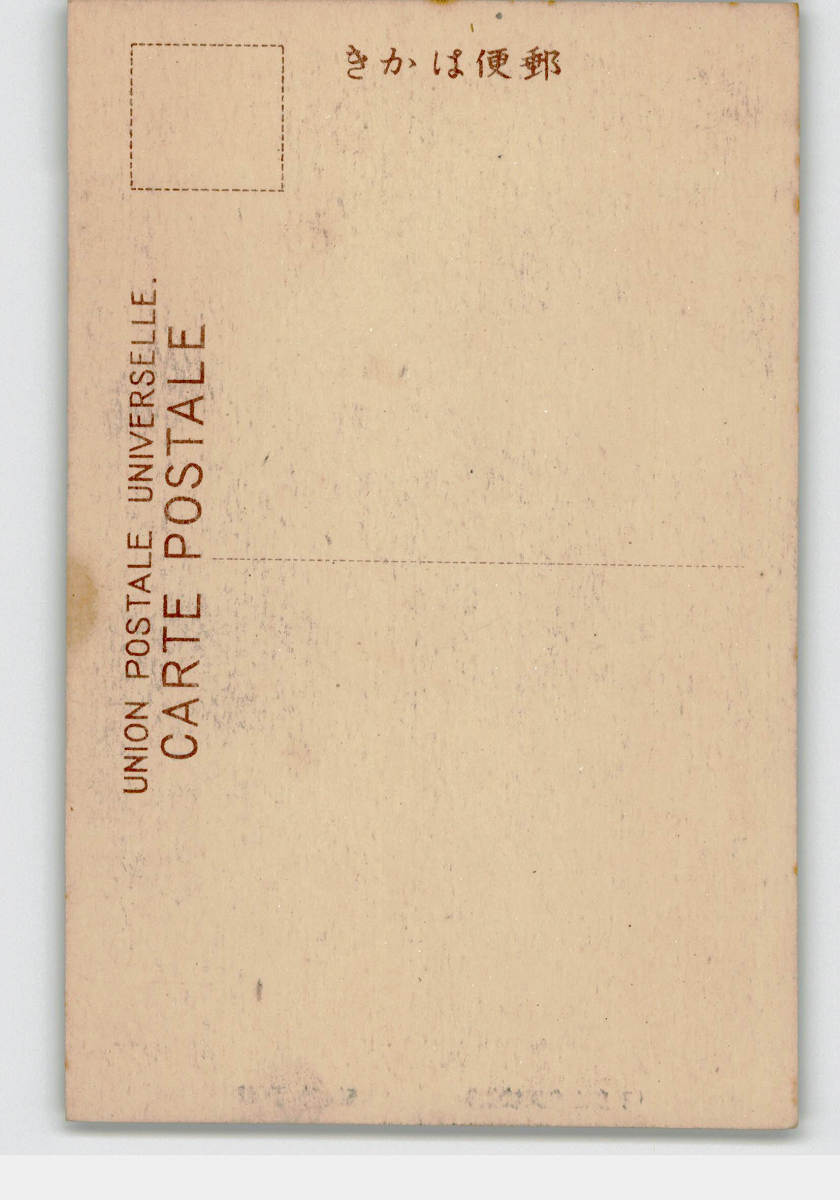 きかは便郵
UNION POSTALE UNIVERSELLE.
CARTE POSTALE